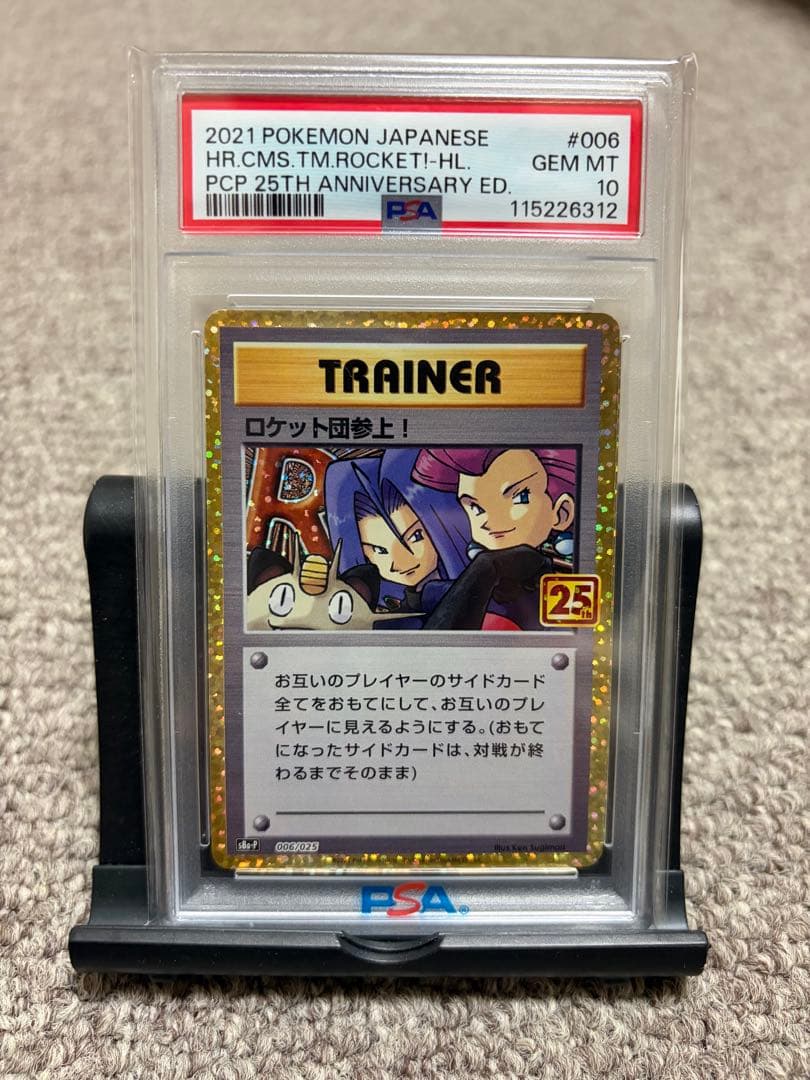 2021 POKEMON JAPANESE #006
HR.CMS.TM.ROCKET!-HL. GEM MT
PCP 25TH ANNIVERSARY ED. 10
PSA 115226312
TRAINER
ロケット団参上!
R
25th
お互いのプレイヤーのサイドカード
全てをおもてにして、お互いのプレ
イヤーに見えるようにする。(おもて
になったサイドカードは、対戦が終
わるまでそのまま)
s8a-P 006/025 Illus.Ken Sugimori
PSA®